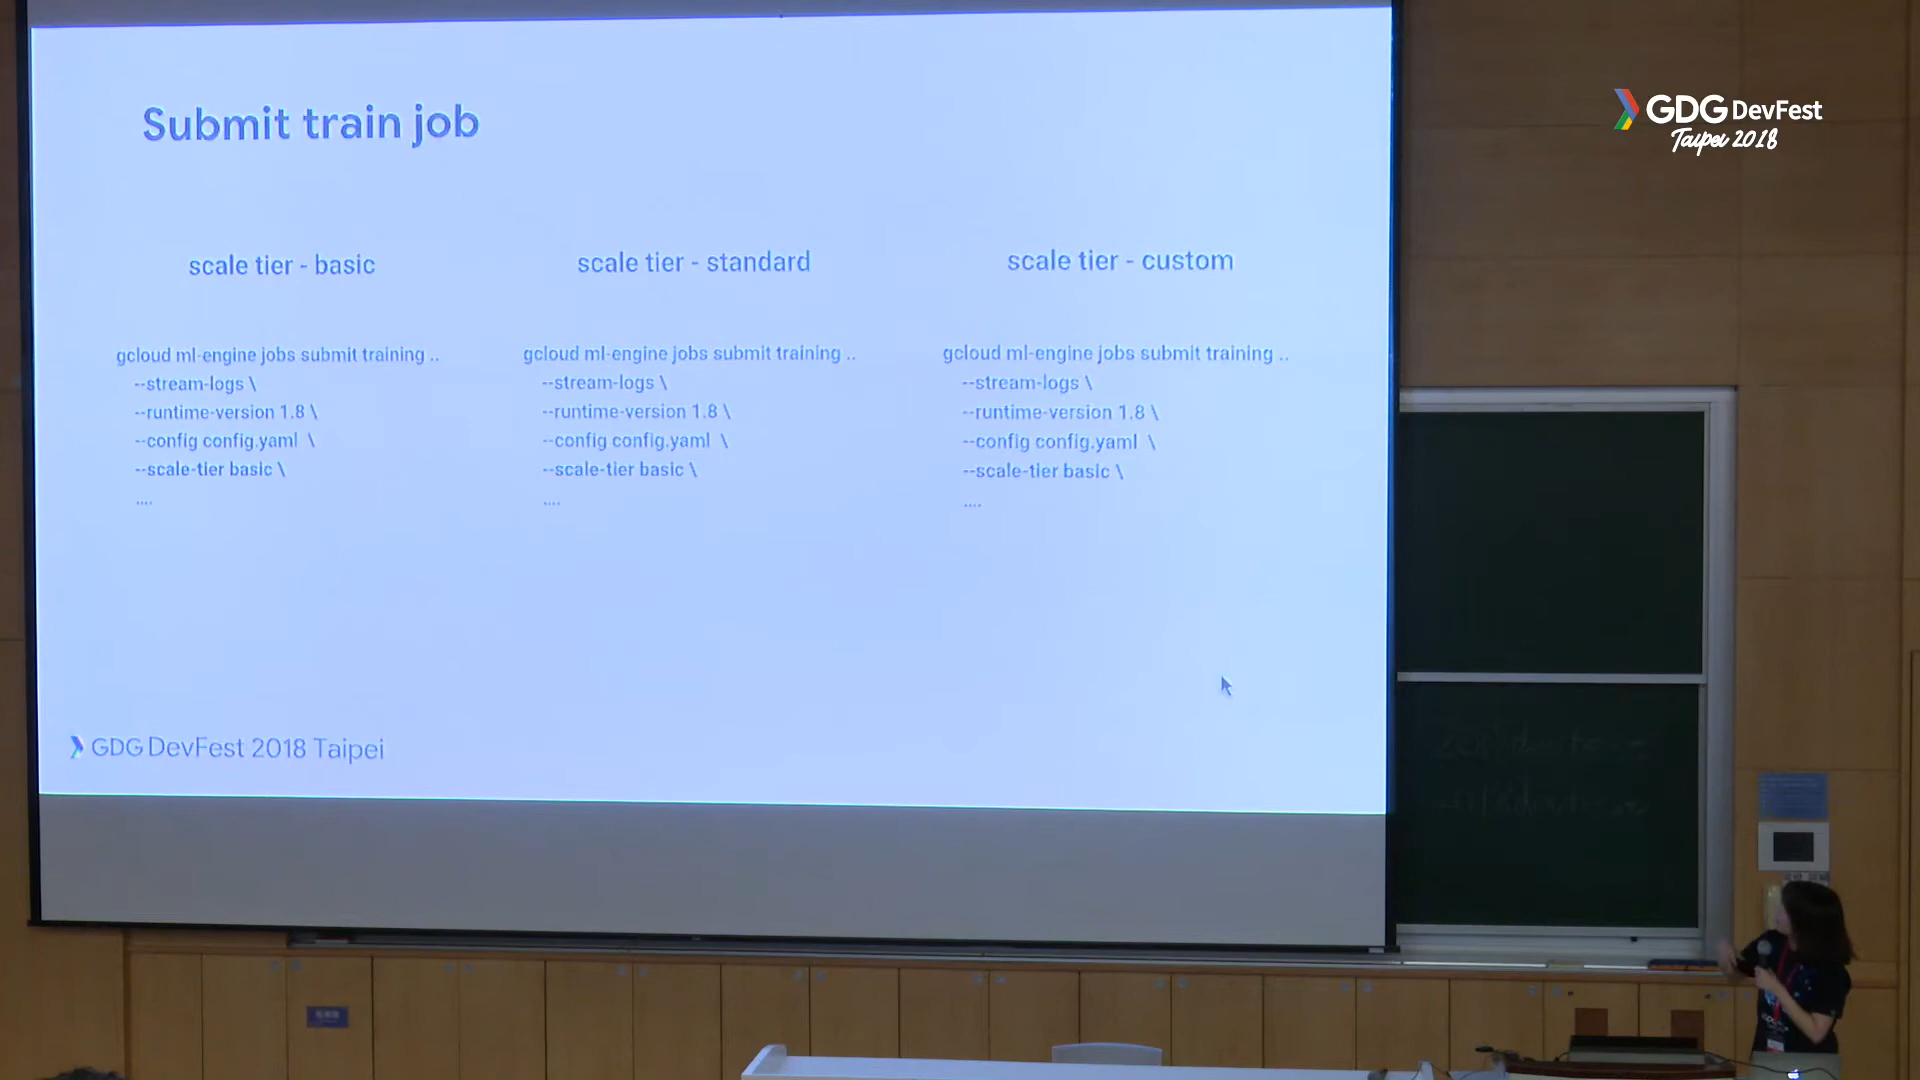 Submit train job
scale tier - basic
gcloud ml-engine jobs submit training ..
--stream-logs \
--runtime-version 1.8 \
--config config.yaml \
--scale-tier basic \
....
scale tier - standard
gcloud ml-engine jobs submit training ..
--stream-logs \
--runtime-version 1.8 \
--config config.yaml \
--scale-tier basic \
....
scale tier - custom
gcloud ml-engine jobs submit training ..
--stream-logs \
--runtime-version 1.8 \
--config config.yaml \
--scale-tier basic \
....
GDG DevFest 2018 Taipei
GDG DevFest
Taipei 2018